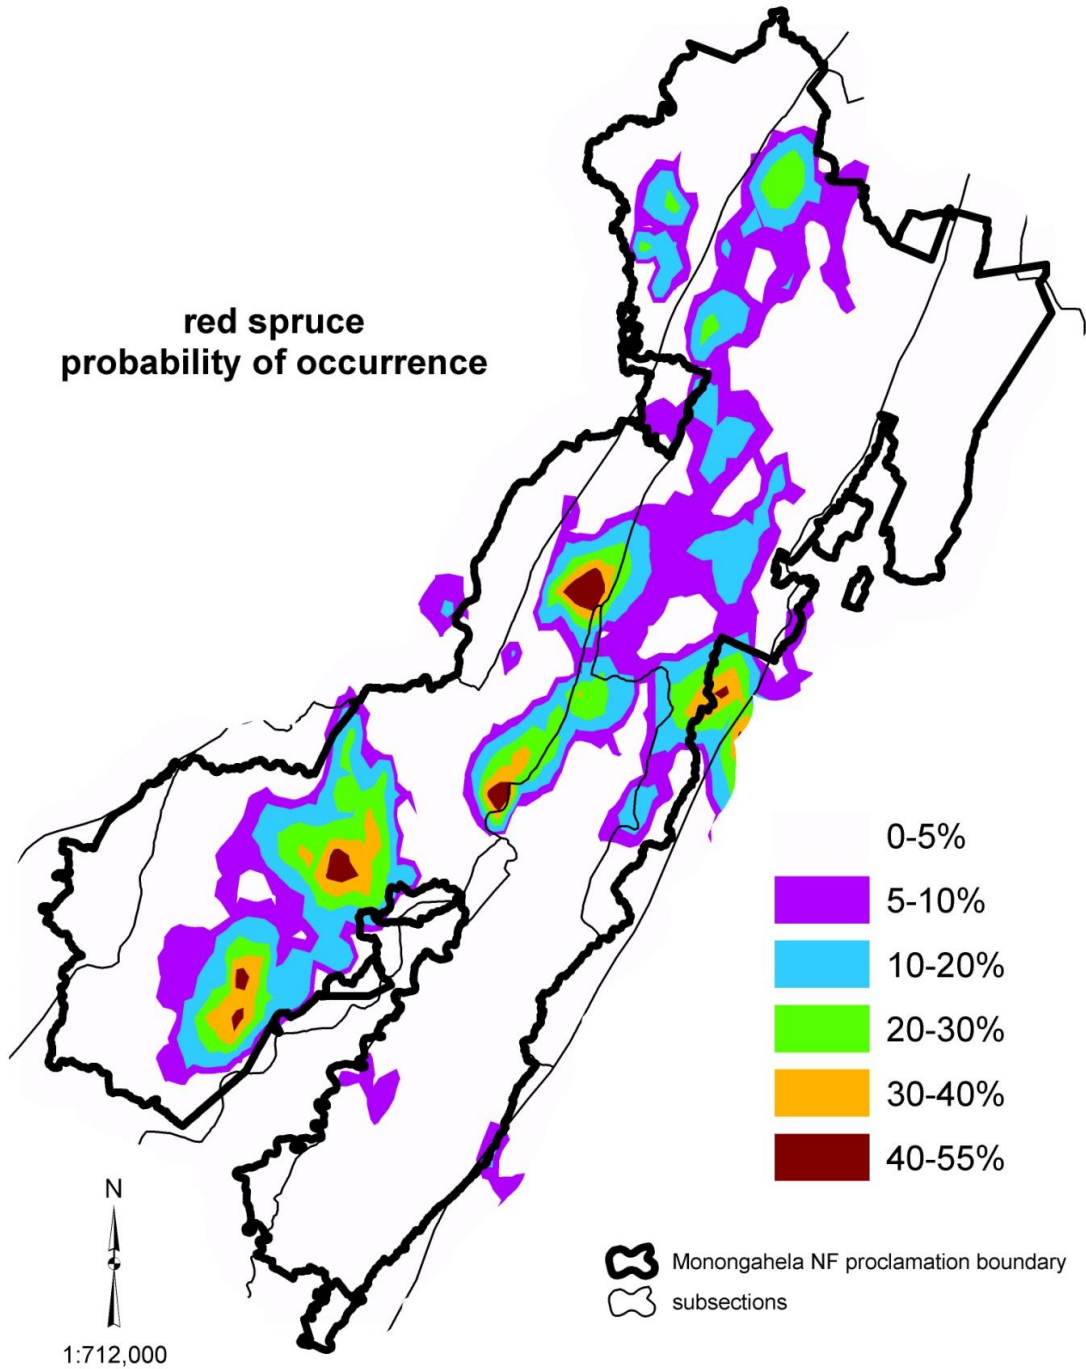 red spruce
probability of occurrence
0-5%
5-10%
10-20%
20-30%
30-40%
40-55%
N
1:712,000
Monongahela NF proclamation boundary
subsections